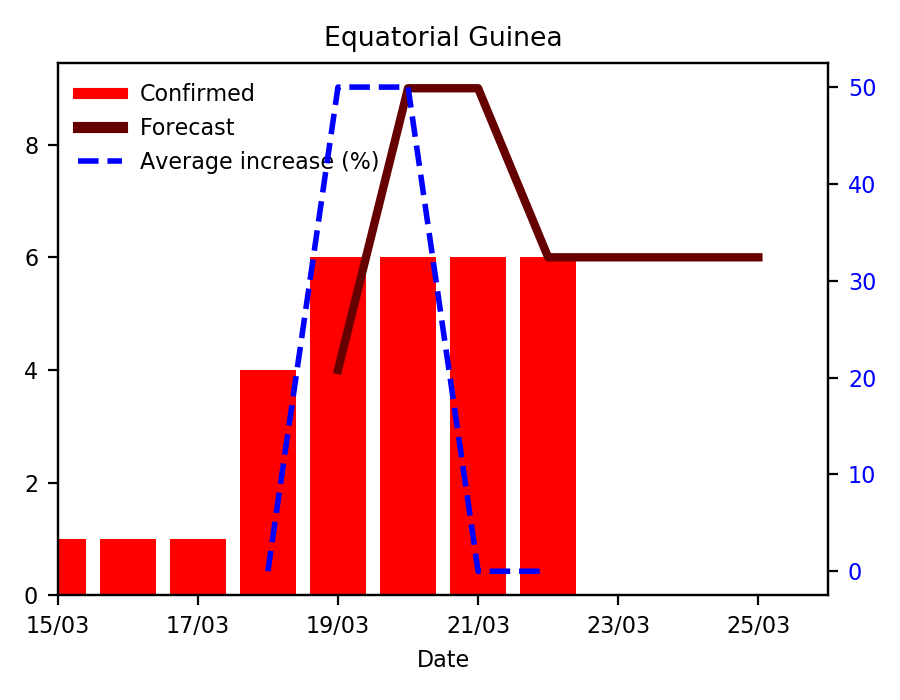 Equatorial Guinea
Confirmed
Forecast
Average increase (%)
8
6
4
2
0
50
40
30
20
10
0
15/03 17/03 19/03 21/03 23/03 25/03
Date